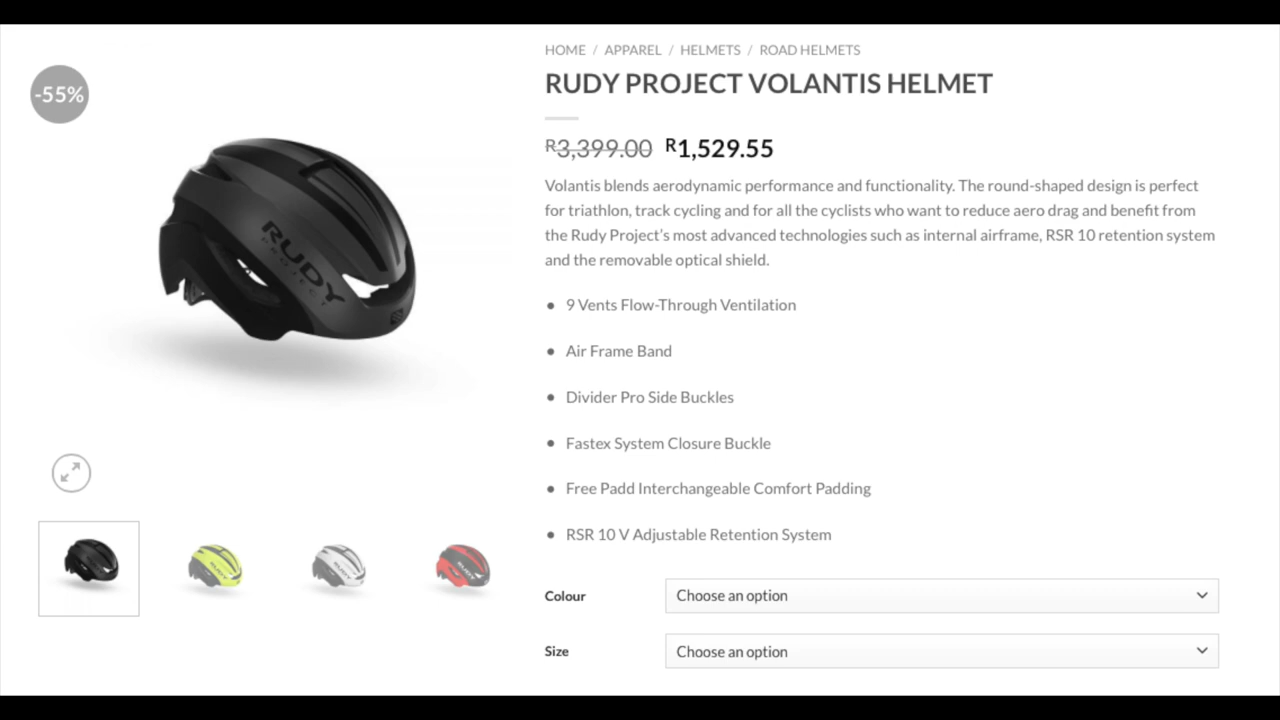 HOME / APPAREL / HELMETS / ROAD HELMETS
-55%
RUDY PROJECT VOLANTIS HELMET
R3,399.00 R1,529.55
Volantis blends aerodynamic performance and functionality. The round-shaped design is perfect
for triathlon, track cycling and for all the cyclists who want to reduce aero drag and benefit from
the Rudy Project’s most advanced technologies such as internal airframe, RSR 10 retention system
and the removable optical shield.
RUDY
PROJECT
• 9 Vents Flow-Through Ventilation
• Air Frame Band
• Divider Pro Side Buckles
• Fastex System Closure Buckle
• Free Padd Interchangeable Comfort Padding
• RSR 10 V Adjustable Retention System
RUDY
RUDY
RUDY
Colour Choose an option
Size Choose an option